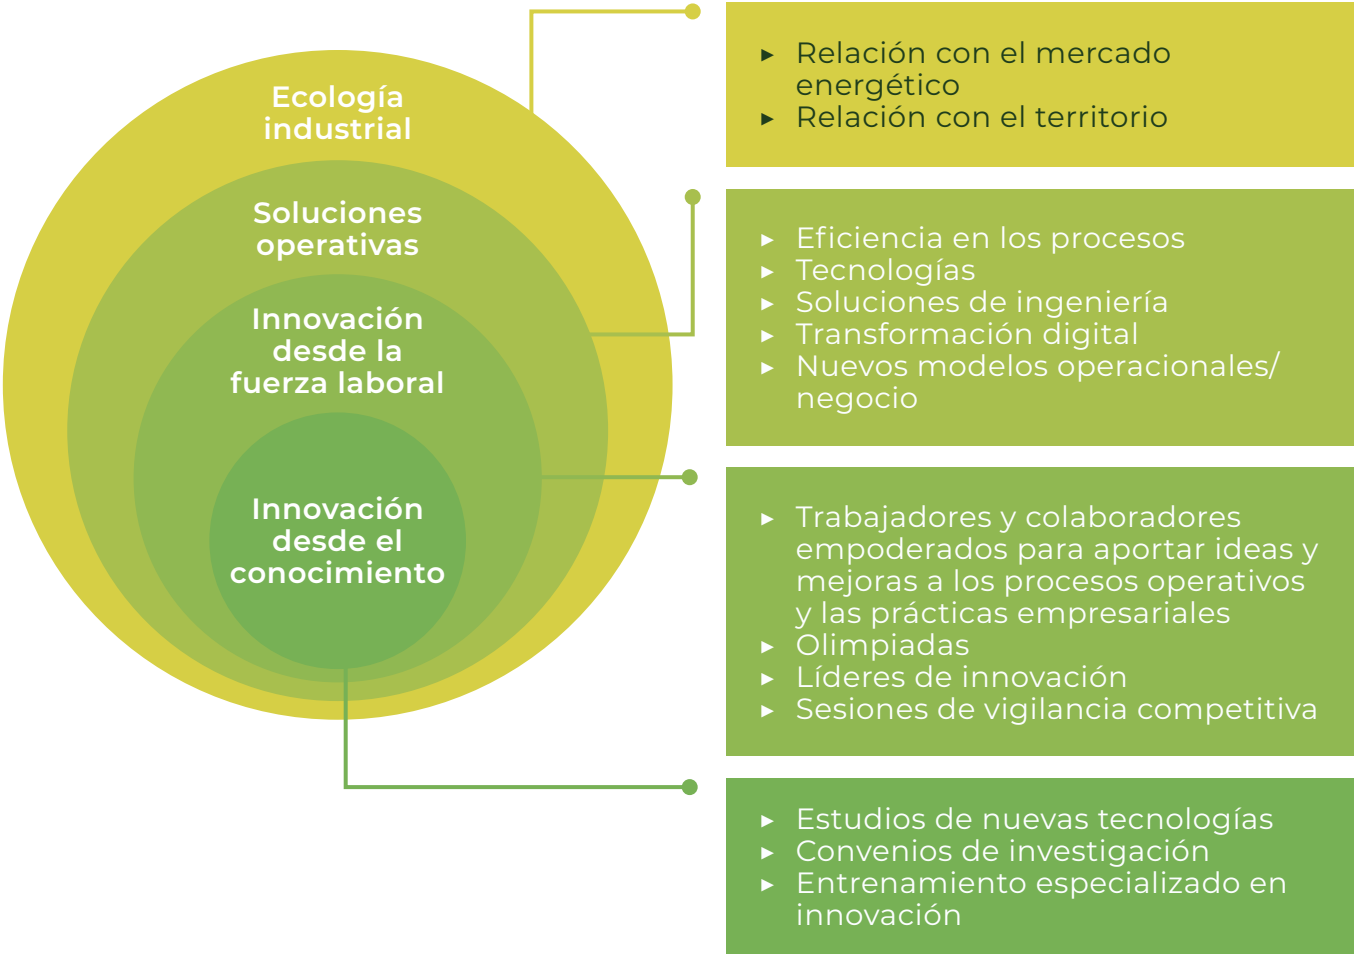 Ecología
industrial
Soluciones
operativas
Innovación
desde la
fuerza laboral
Innovación
desde el
conocimiento
▸ Relación con el mercado
energético
▸ Relación con el territorio
▸ Eficiencia en los procesos
▸ Tecnologías
▸ Soluciones de ingeniería
▸ Transformación digital
▸ Nuevos modelos operacionales/
negocio
▸ Trabajadores y colaboradores
empoderados para aportar ideas y
mejoras a los procesos operativos
y las prácticas empresariales
▸ Olimpiadas
▸ Líderes de innovación
▸ Sesiones de vigilancia competitiva
▸ Estudios de nuevas tecnologías
▸ Convenios de investigación
▸ Entrenamiento especializado en
innovación